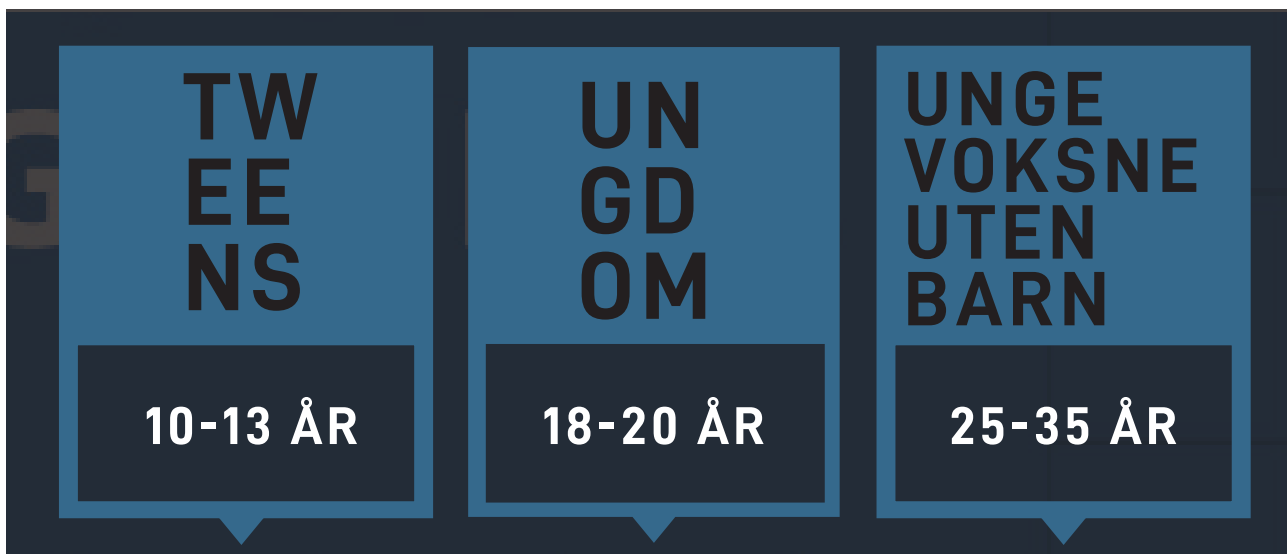 TW
EE
NS
10-13 ÅR
UN
GD
OM
18-20 ÅR
UNGE
VOKSNE
UTEN
BARN
25-35 ÅR